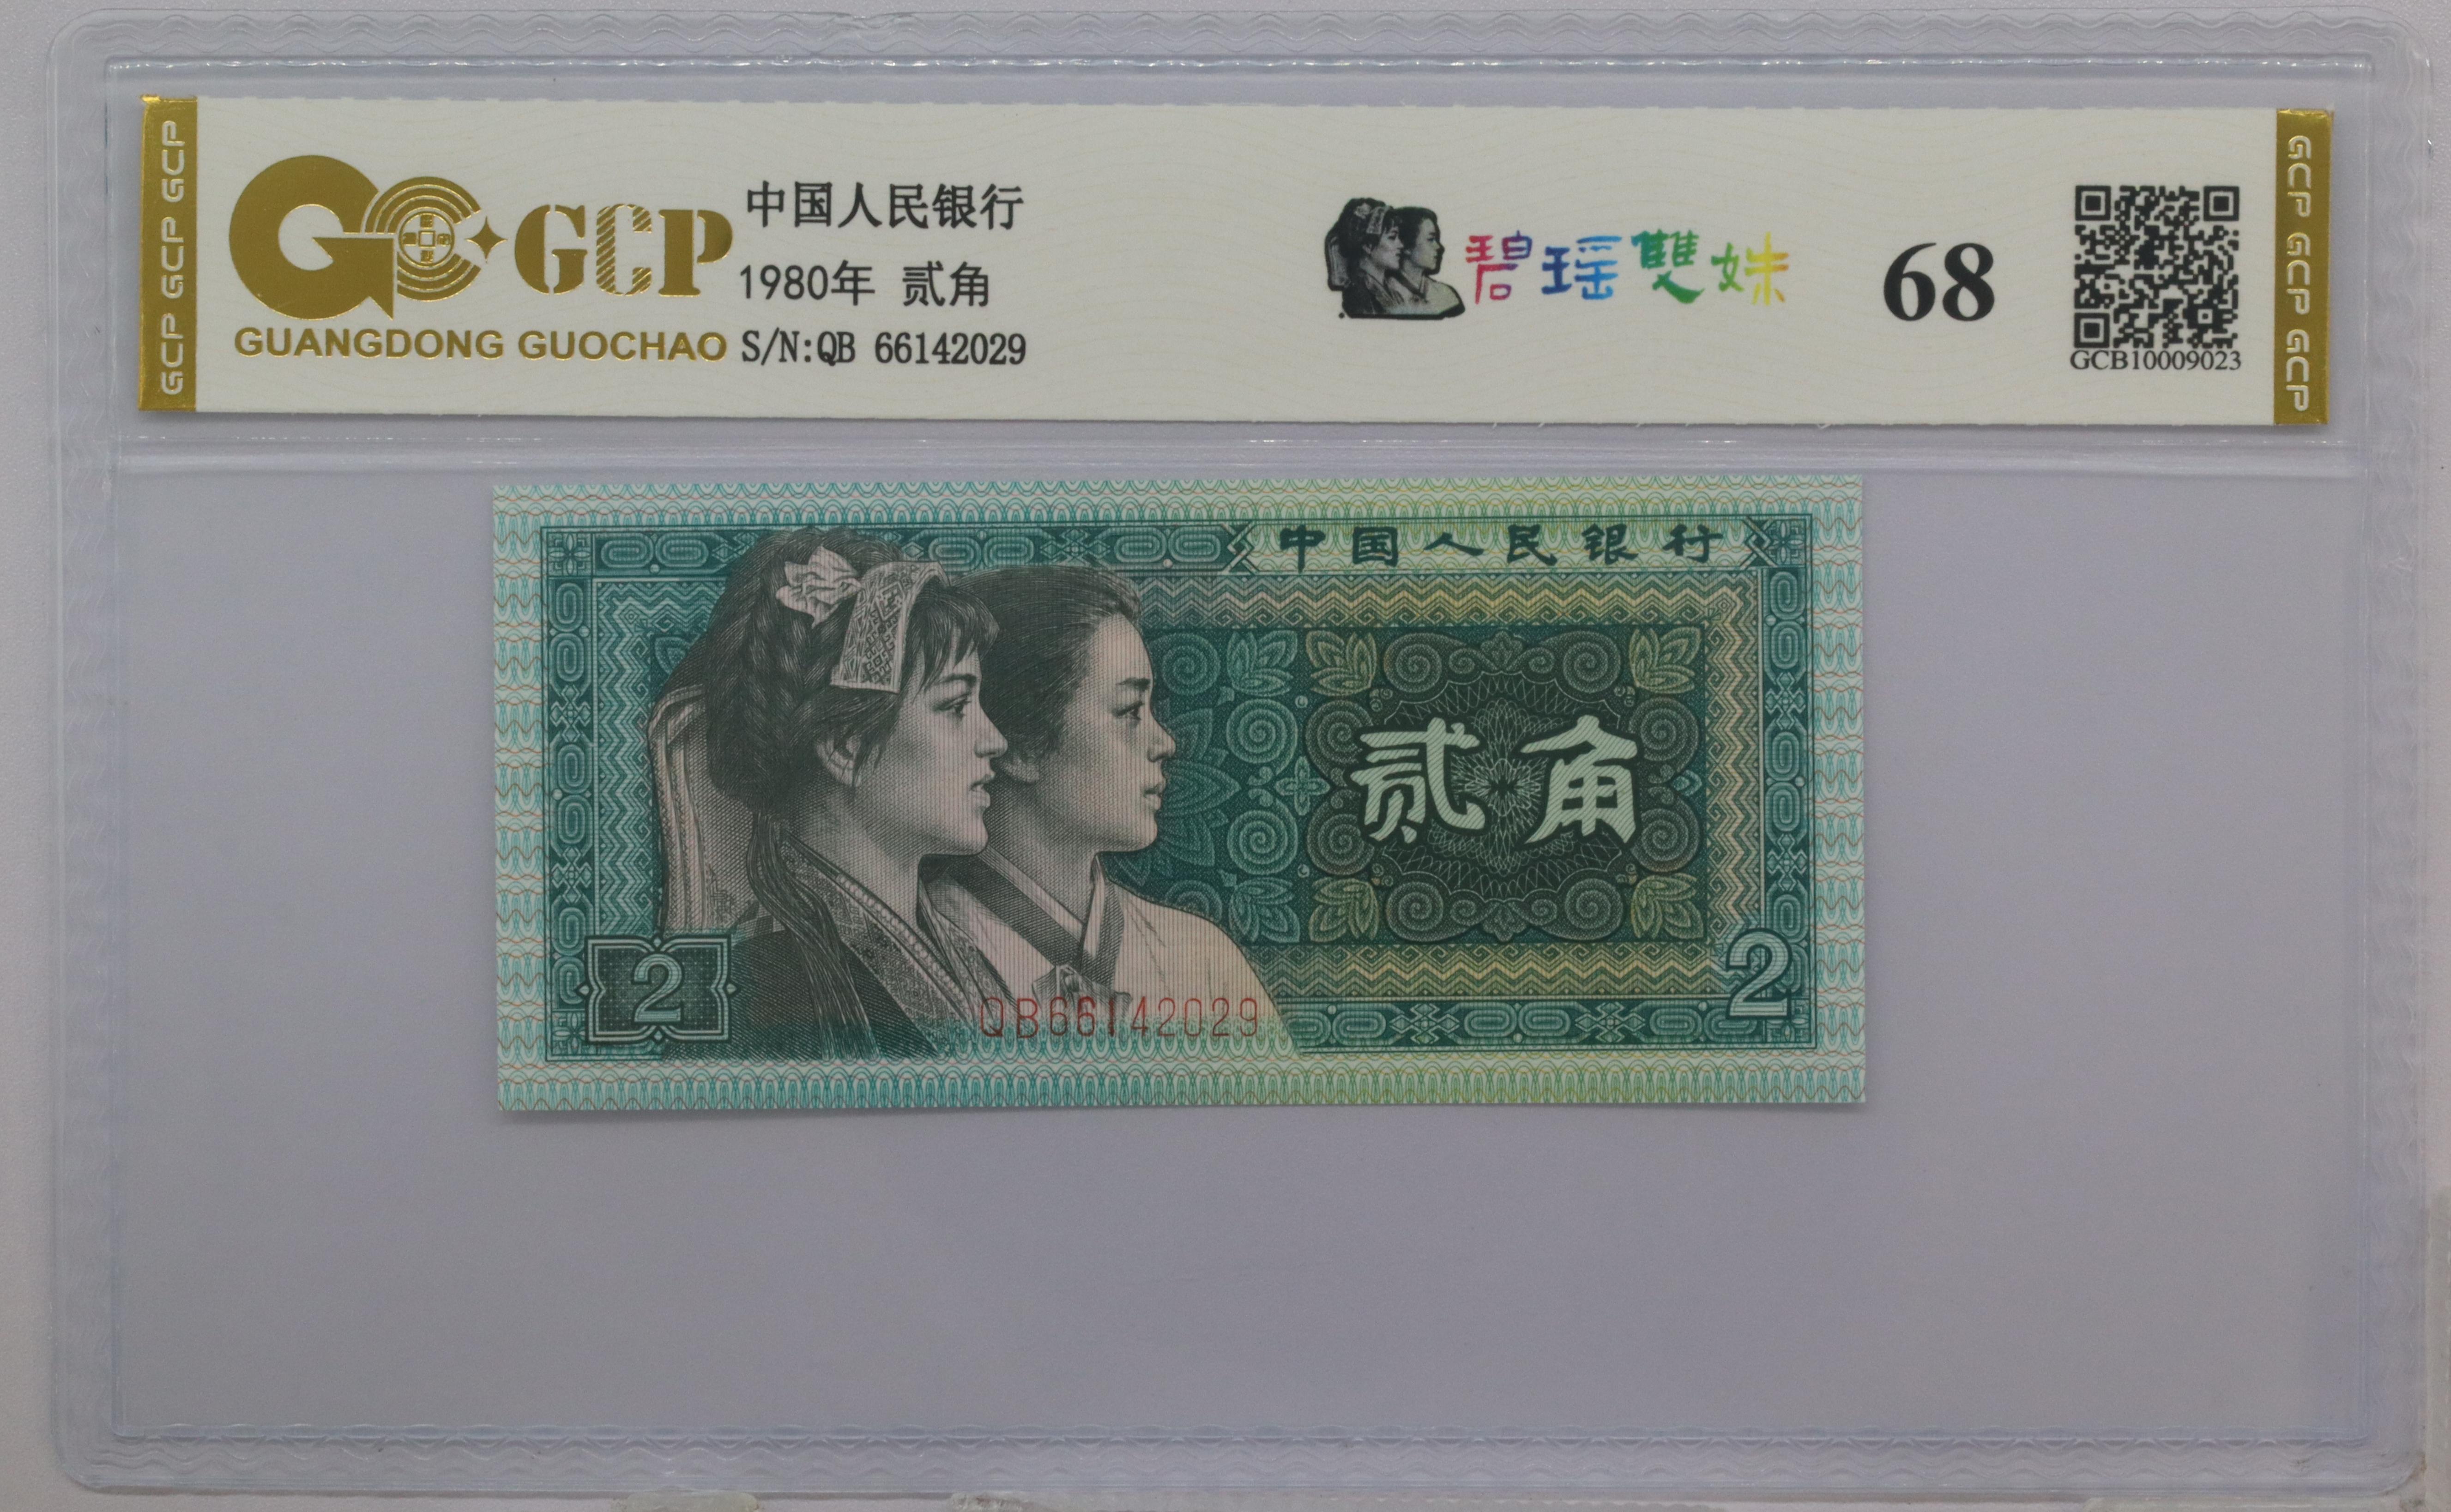 GCP GCP GCP
GCP
GUANGDONG GUOCHAO
中国人民银行
1980年 贰角
S/N:QB 66142029
碧瑶雙姝
68
GCB10009023
GCP GCP GCP
中国人民银行
贰角
2
2
QB66142029